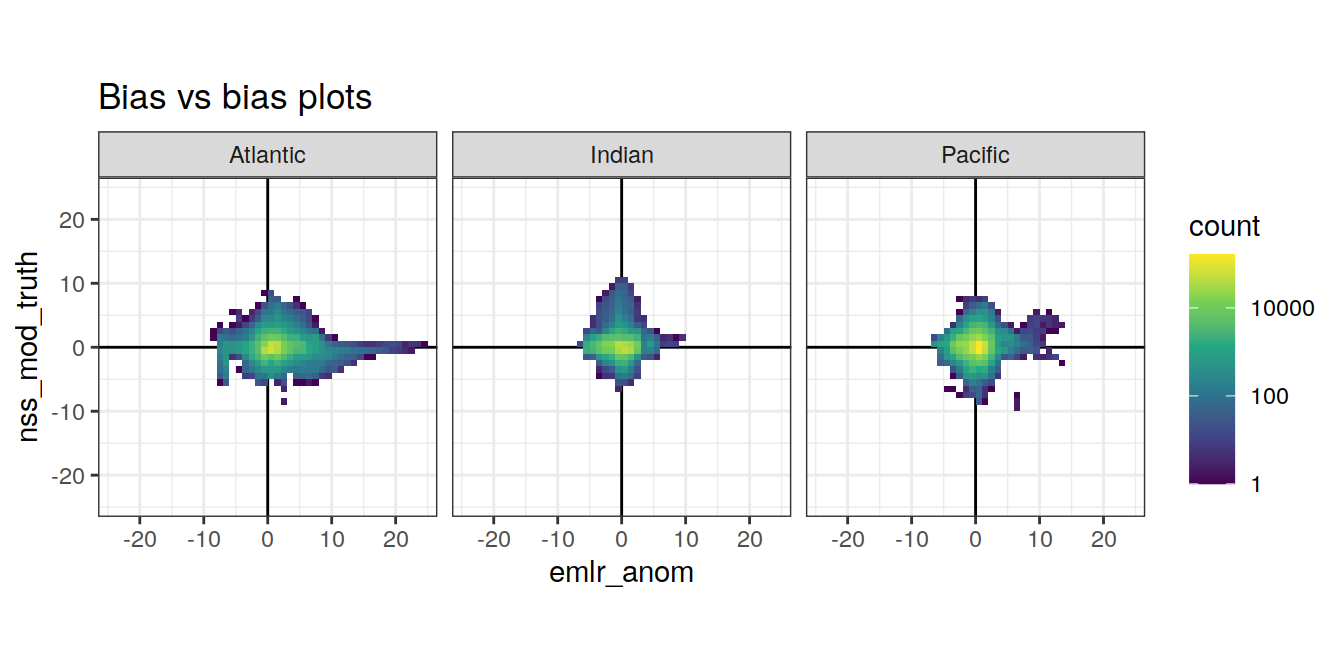 Bias vs bias plots
Atlantic Indian Pacific
20
10
0
-10
-20
nss_mod_truth
-20 -10 0 10 20 -20 -10 0 10 20 -20 -10 0 10 20
emlr_anom
count
10000
100
1